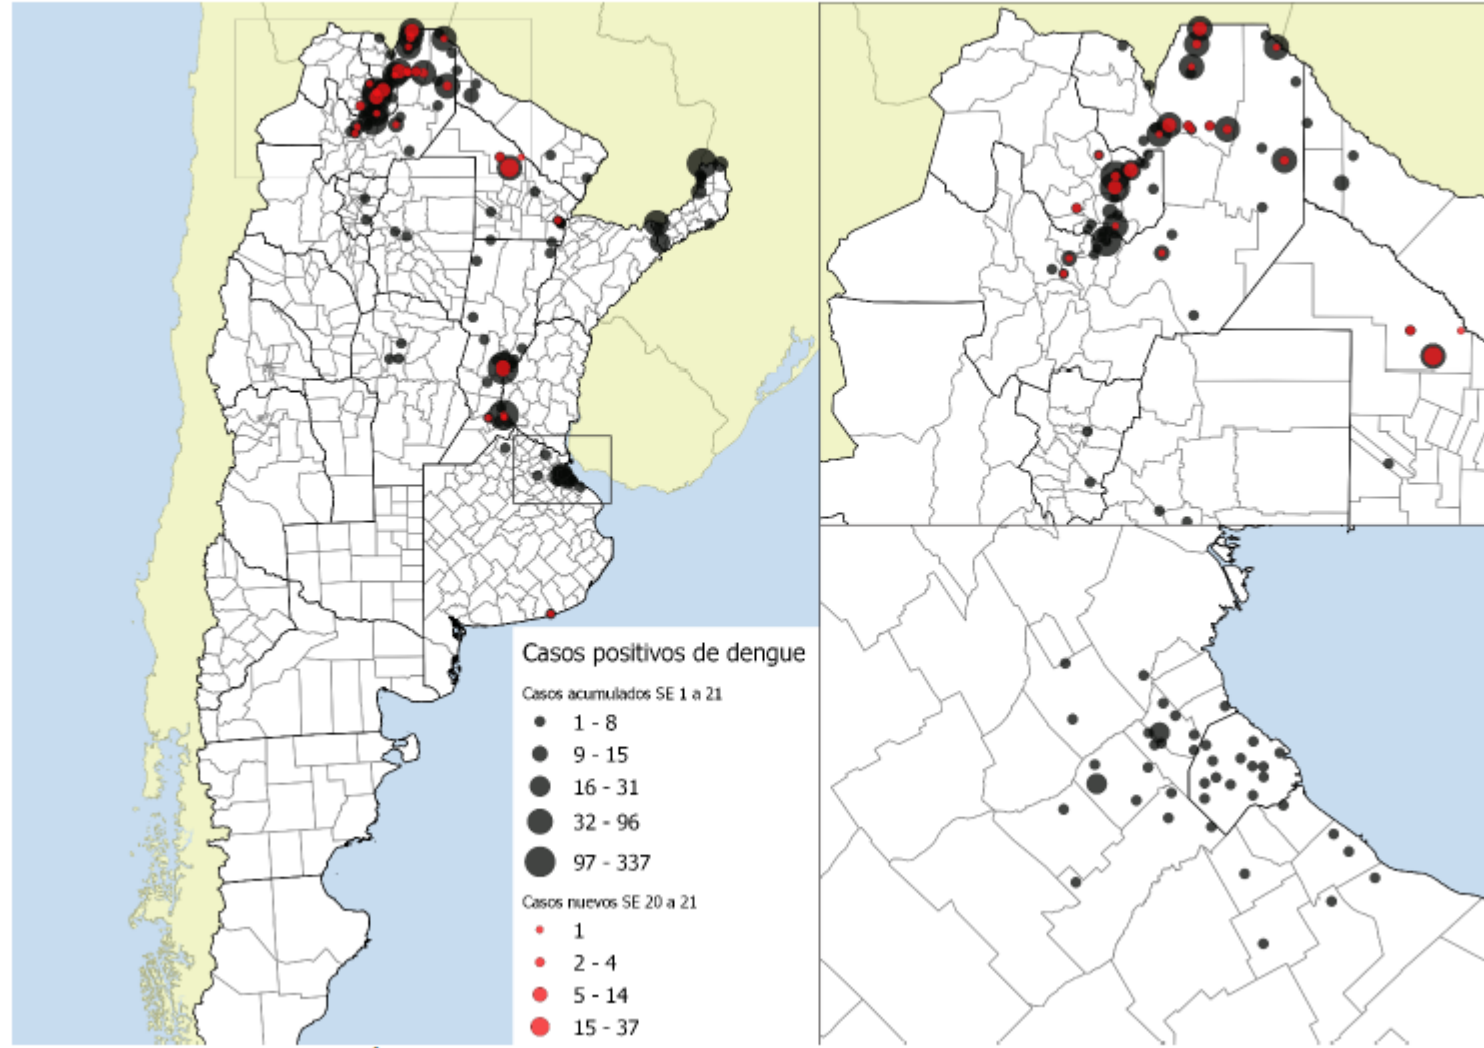 Casos positivos de dengue
Casos acumulados SE 1 a 21
1 - 8
9 - 15
16 - 31
32 - 96
97 - 337
Casos nuevos SE 20 a 21
1
2 - 4
5 - 14
15 - 37